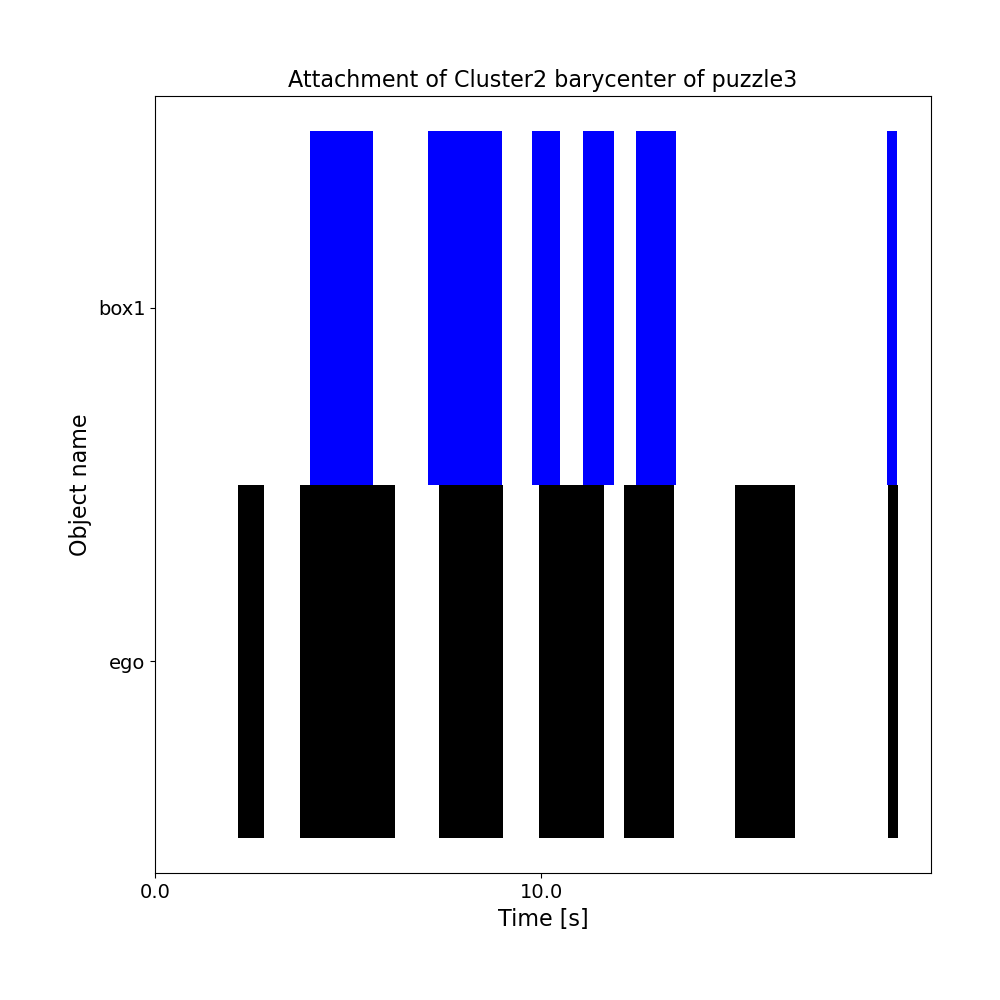 Attachment of Cluster2 barycenter of puzzle3
box1
ego
Object name
0.0
10.0
Time [s]